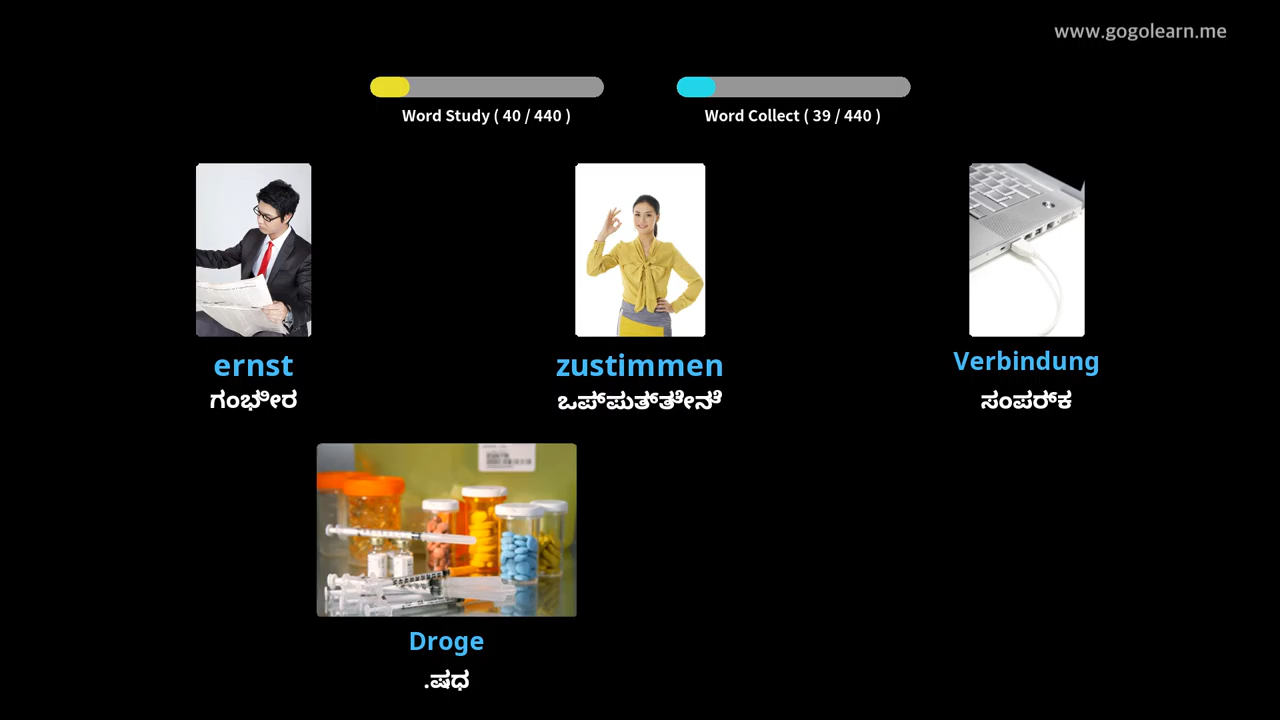 www.gogolearn.me
Word Study ( 40 / 440 )
Word Collect ( 39 / 440 )
ernst
ಗಂಭೀರ
zustimmen
ಒಪ್ಪುತ್ತೇನೆ
Verbindung
ಸಂಪರ್ಕ
Droge
.ಷಧ